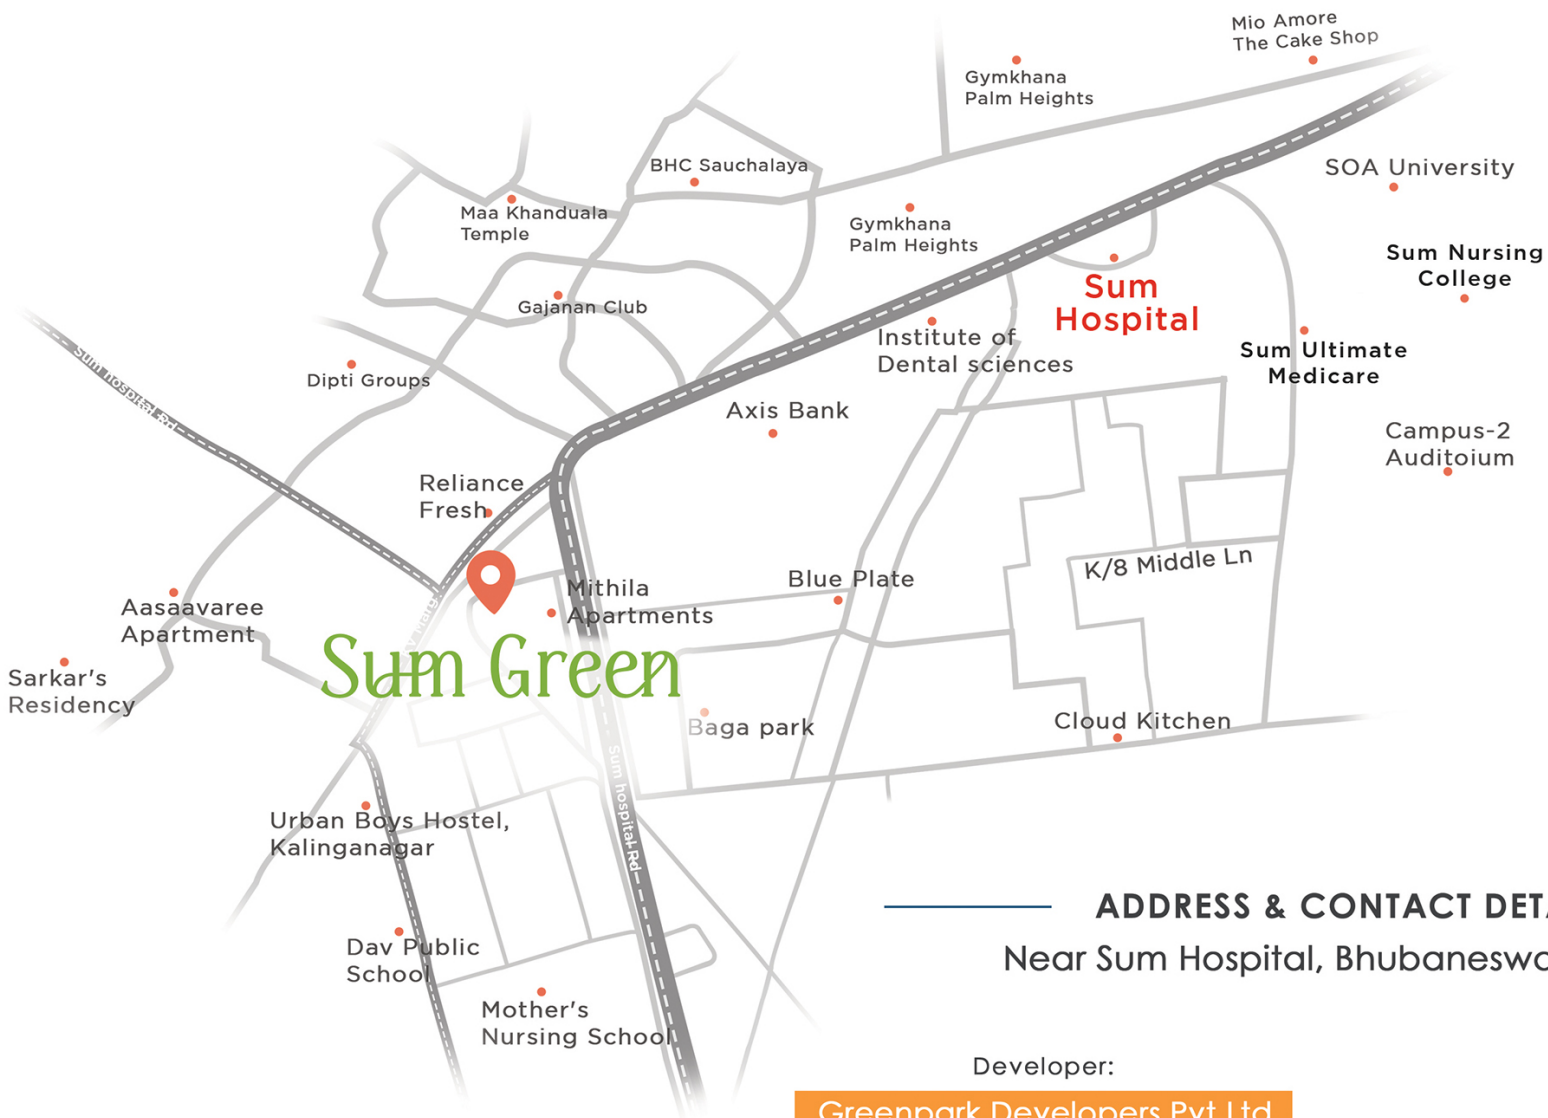 Mio Amore
The Cake Shop
Gymkhana
Palm Heights
BHC Sauchalaya
SOA University
Maa Khanduala
Temple
Gymkhana
Palm Heights
Sum Nursing
College
Sum
Hospital
Gajanan Club
Institute of
Dental sciences
Sum Ultimate
Medicare
Sum hospital Rd
Dipti Groups
Axis Bank
Campus-2
Auditoium
Reliance
Fresh
K/8 Middle Ln
Blue Plate
Mithila
Apartments
Aasaavaree
Apartment
Marg
Sum Green
Sarkar's
Residency
Baga park
Cloud Kitchen
Sum hospital Rd
Urban Boys Hostel,
Kalinganagar
ADDRESS & CONTACT DETA
Near Sum Hospital, Bhubaneswa
Dav Public
School
Mother's
Nursing School
Developer:
Greenpark Developers Pvt Ltd